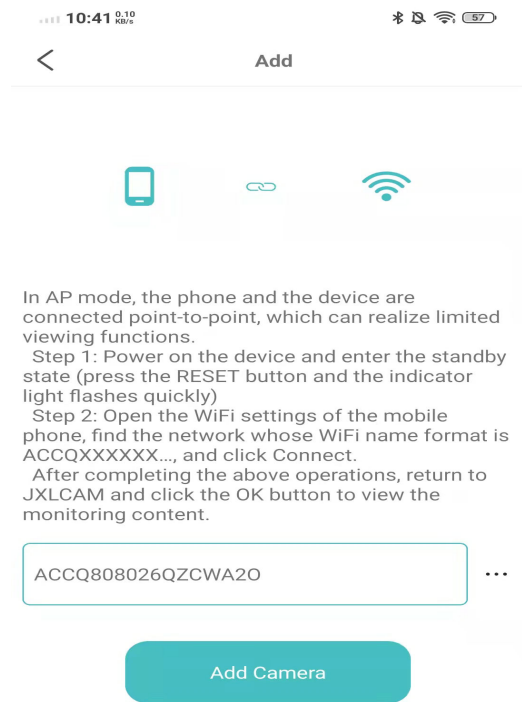 10:41 0.10 KB/s 57
Add
In AP mode, the phone and the device are
connected point-to-point, which can realize limited
viewing functions.
Step 1: Power on the device and enter the standby
state (press the RESET button and the indicator
light flashes quickly)
Step 2: Open the WiFi settings of the mobile
phone, find the network whose WiFi name format is
ACCQXXXXXX..., and click Connect.
After completing the above operations, return to
JXLCAM and click the OK button to view the
monitoring content.
ACCQ808026QZCWA2O
...
Add Camera